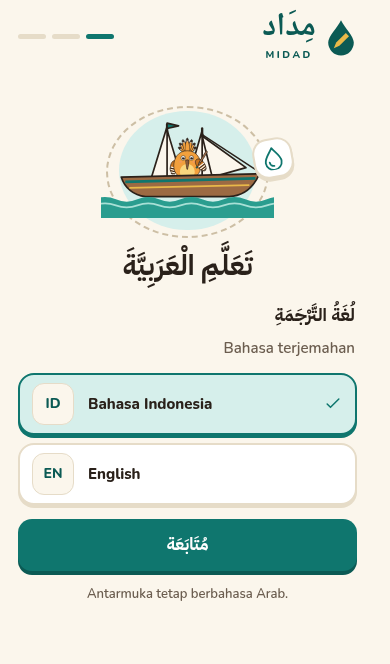 مِدَاد
MIDAD
تَعَلَّمِ الْعَرَبِيَّةَ
لُغَةُ التَّرْجَمَةِ
Bahasa terjemahan
ID Bahasa Indonesia
EN English
مُتَابَعَة
Antarmuka tetap berbahasa Arab.